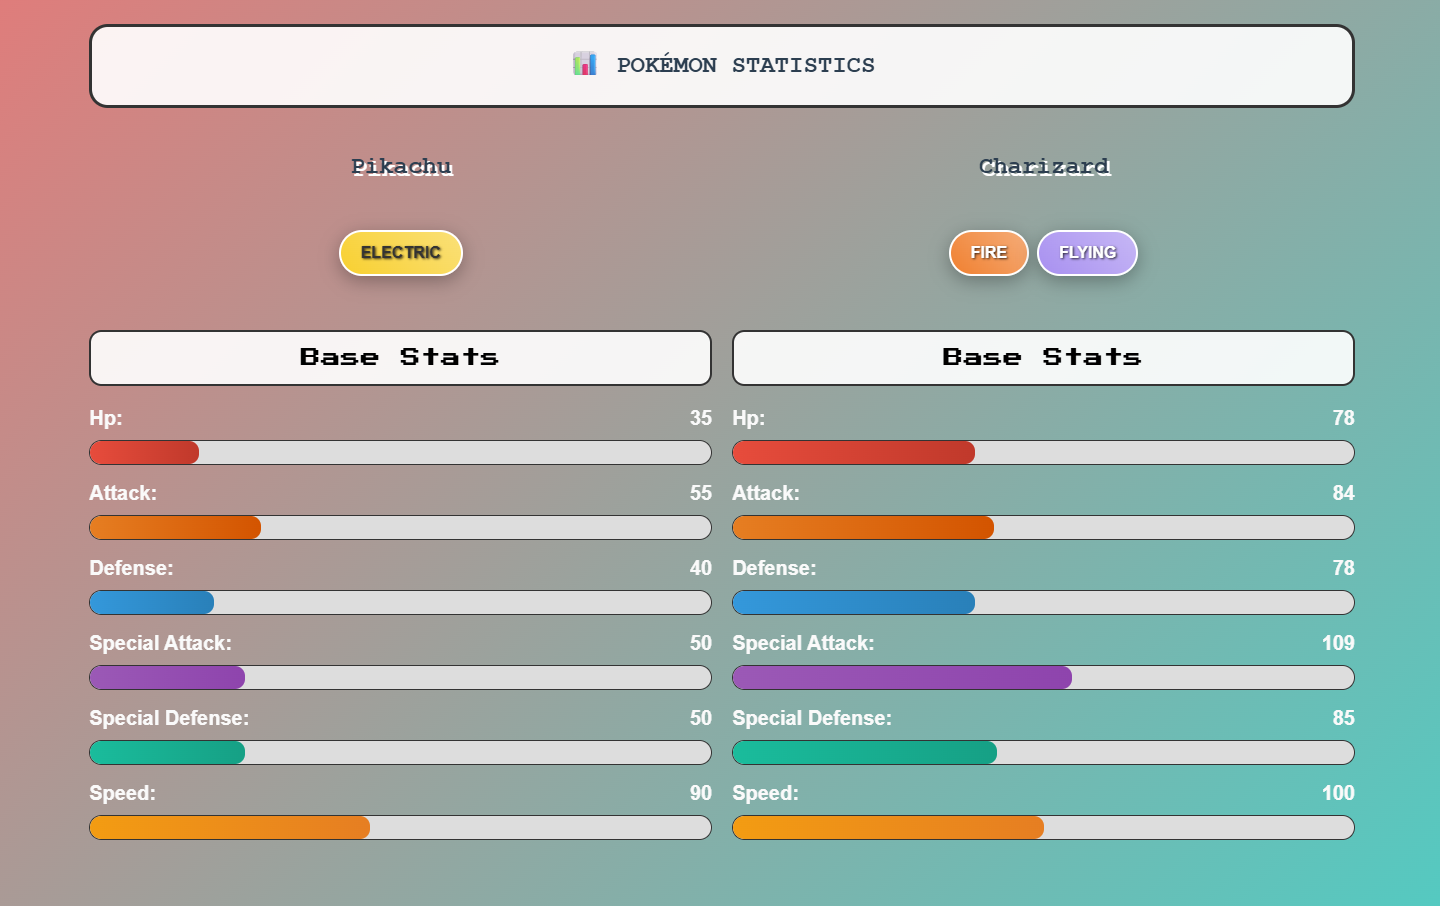 📊 POKÉMON STATISTICS
Pikachu
ELECTRIC
Base Stats
Hp: 35
Attack: 55
Defense: 40
Special Attack: 50
Special Defense: 50
Speed: 90
Charizard
FIRE FLYING
Base Stats
Hp: 78
Attack: 84
Defense: 78
Special Attack: 109
Special Defense: 85
Speed: 100